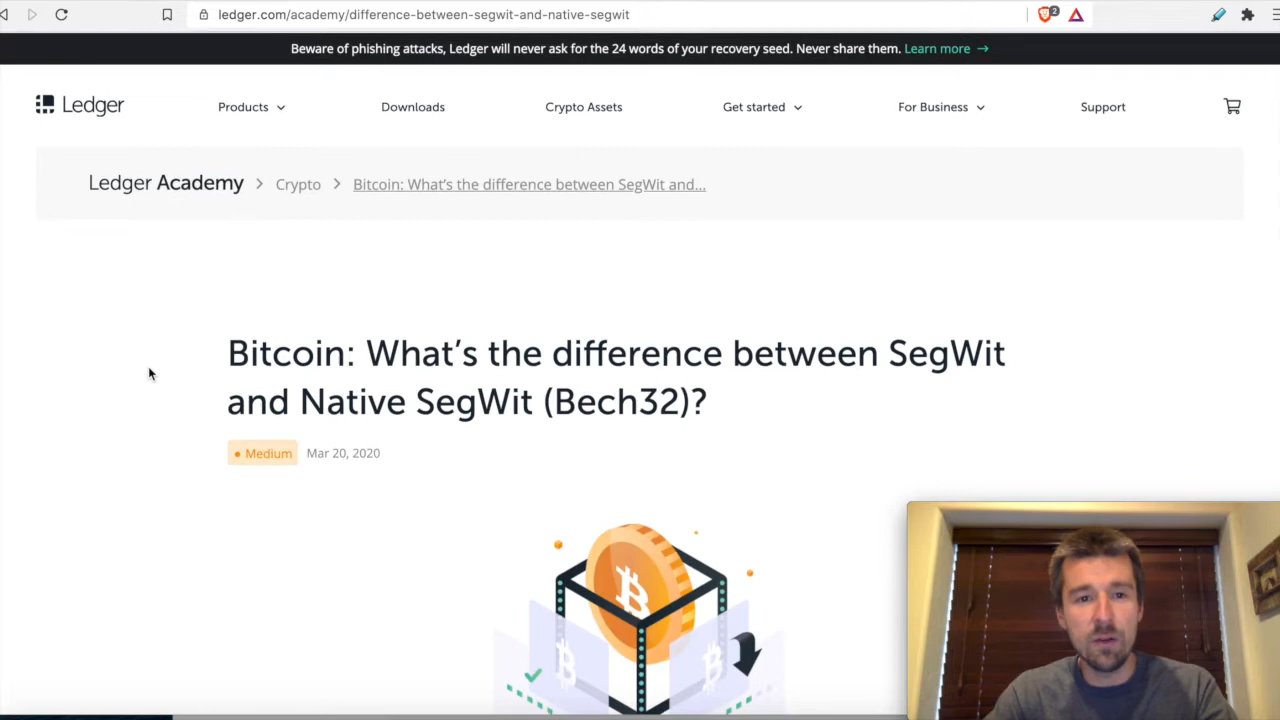 ledger.com/academy/difference-between-segwit-and-native-segwit
2
Beware of phishing attacks, Ledger will never ask for the 24 words of your recovery seed. Never share them. Learn more →
Ledger
Products
Downloads
Crypto Assets
Get started
For Business
Support
Ledger Academy > Crypto > Bitcoin: What's the difference between SegWit and...
Bitcoin: What's the difference between SegWit
and Native SegWit (Bech32)?
• Medium
Mar 20, 2020